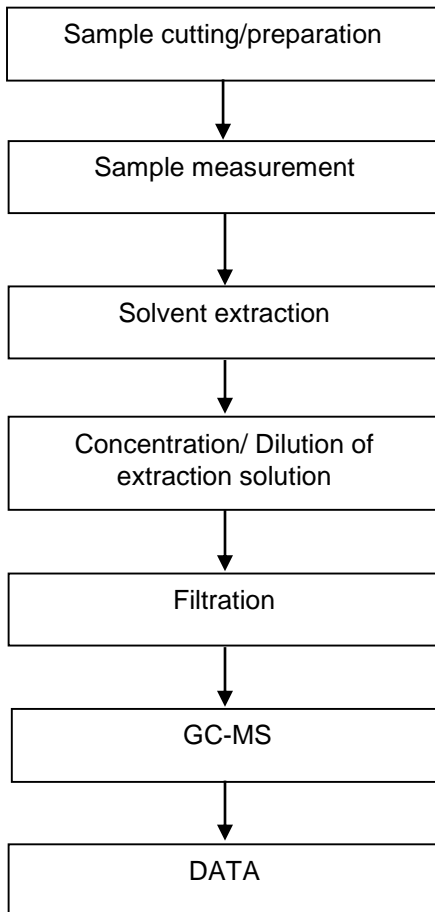 Sample cutting/preparation
Sample measurement
Solvent extraction
Concentration/ Dilution of
extraction solution
Filtration
GC-MS
DATA